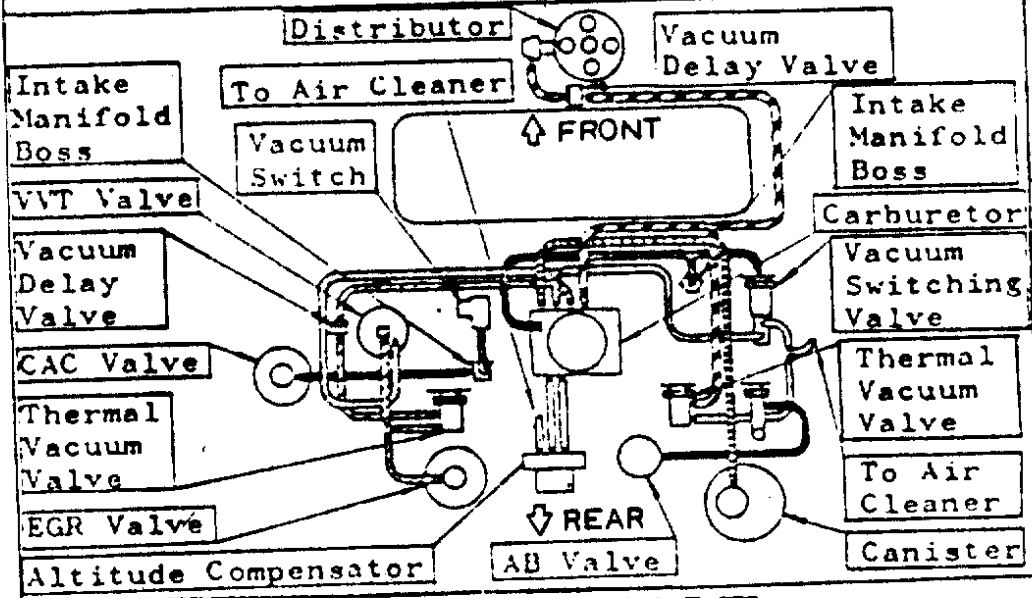 Distributor
Vacuum
Delay Valve
To Air Cleaner
Intake
Manifold
Boss
Intake
Manifold
Boss
FRONT
Vacuum
Switch
VVT Valve
Carburetor
Vacuum
Delay
Valve
Vacuum
Switching
Valve
CAC Valve
Thermal
Vacuum
Valve
Thermal
Vacuum
Valve
To Air
Cleaner
EGR Valve
REAR
AB Valve
Canister
Altitude Compensator